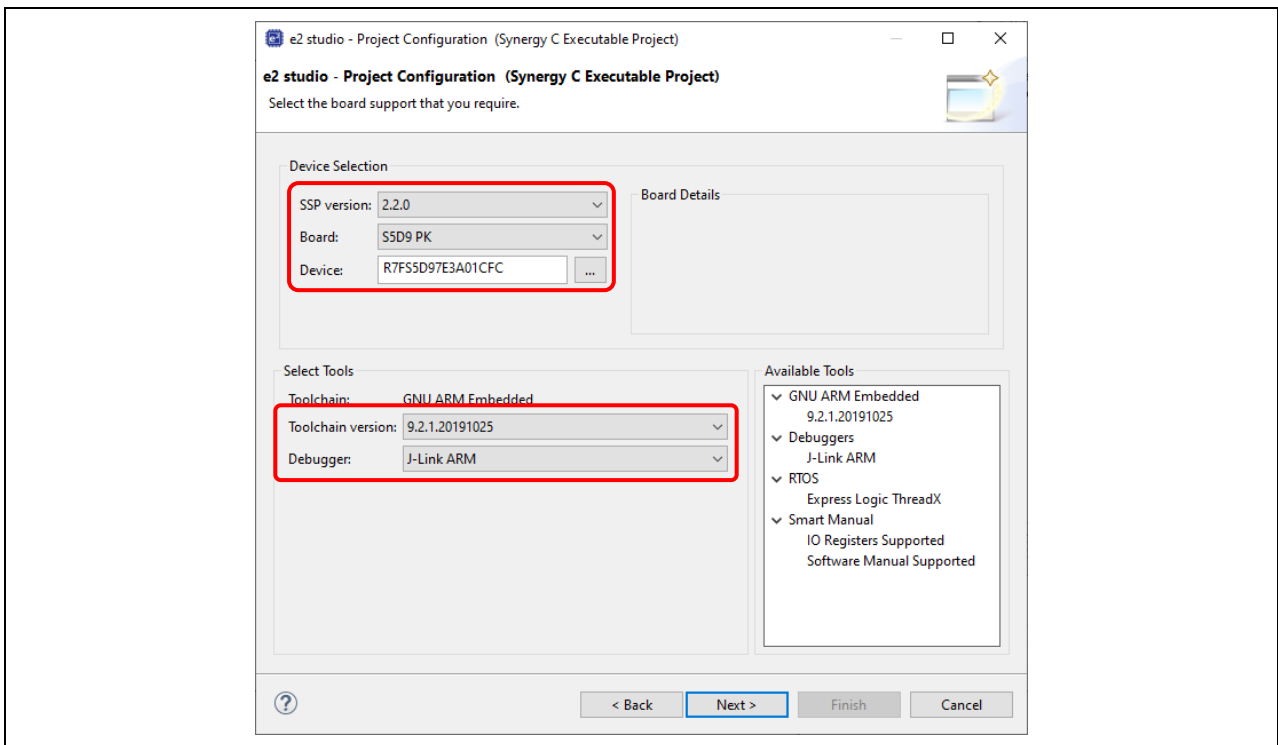 e2 studio - Project Configuration (Synergy C Executable Project)
e2 studio - Project Configuration (Synergy C Executable Project)
Select the board support that you require.
Device Selection
SSP version: 2.2.0
Board: S5D9 PK
Device: R7FS5D97E3A01CFC ...
Board Details
Select Tools
Toolchain: GNU ARM Embedded
Toolchain version: 9.2.1.20191025
Debugger: J-Link ARM
Available Tools
GNU ARM Embedded
9.2.1.20191025
Debuggers
J-Link ARM
RTOS
Express Logic ThreadX
Smart Manual
IO Registers Supported
Software Manual Supported
? < Back Next > Finish Cancel